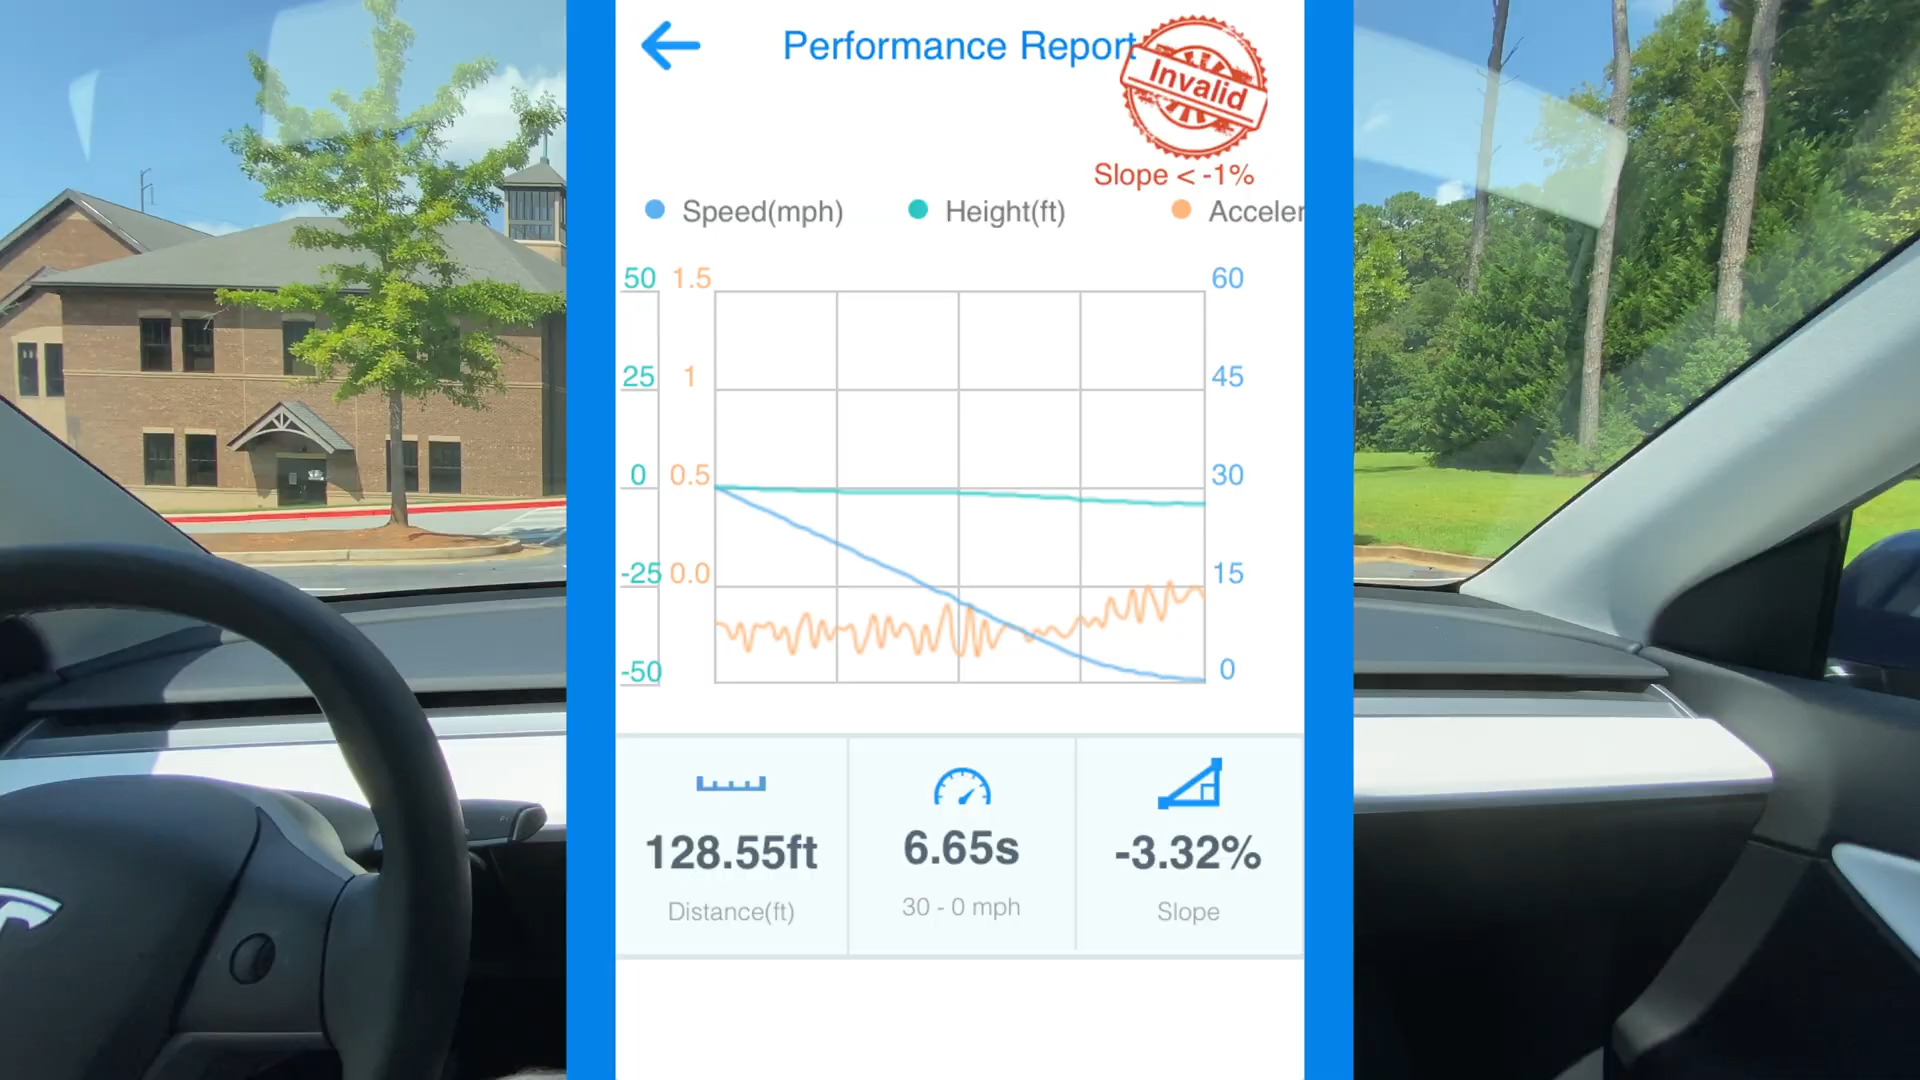 Performance Report
Invalid
Slope < -1%
Speed(mph) Height(ft) Acceler
50 1.5 60
25 1 45
0 0.5 30
-25 0.0 15
-50 0
128.55ft 6.65s -3.32%
Distance(ft) 30 - 0 mph Slope